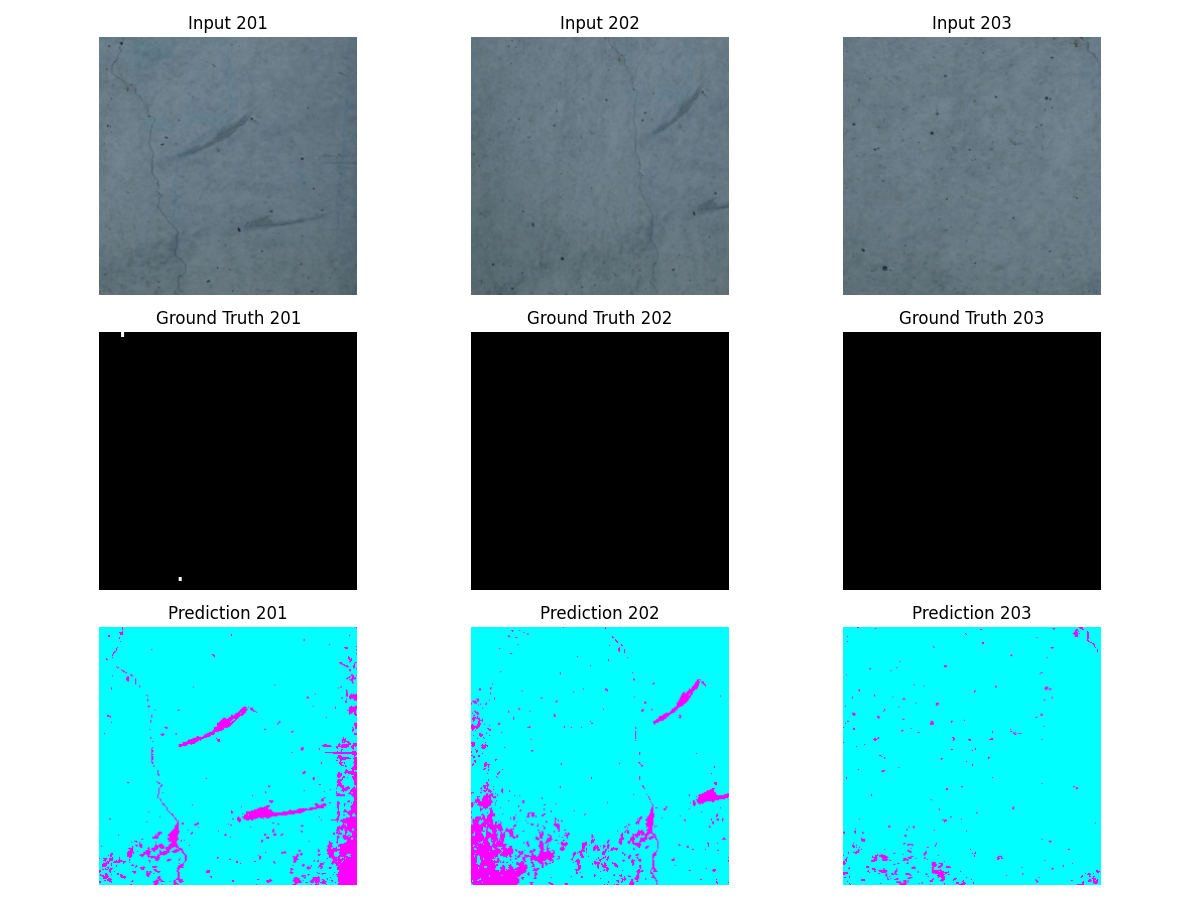 Input 201
Input 202
Input 203
Ground Truth 201
Ground Truth 202
Ground Truth 203
Prediction 201
Prediction 202
Prediction 203